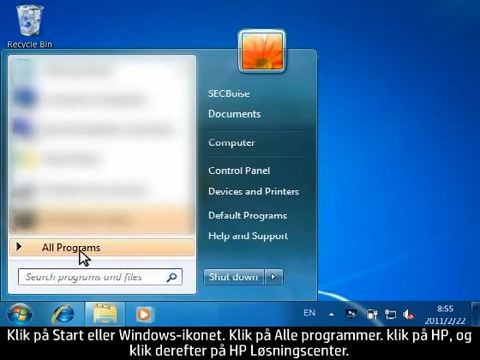 Recycle Bin
SECBoise
Documents
Computer
Control Panel
Devices and Printers
Default Programs
Help and Support
All Programs
Search programs and files
Shut down
EN
8:55
2011/2/22
Klik på Start eller Windows-ikonet. Klik på Alle programmer. klik på HP, og
klik derefter på HP Løsningscenter.